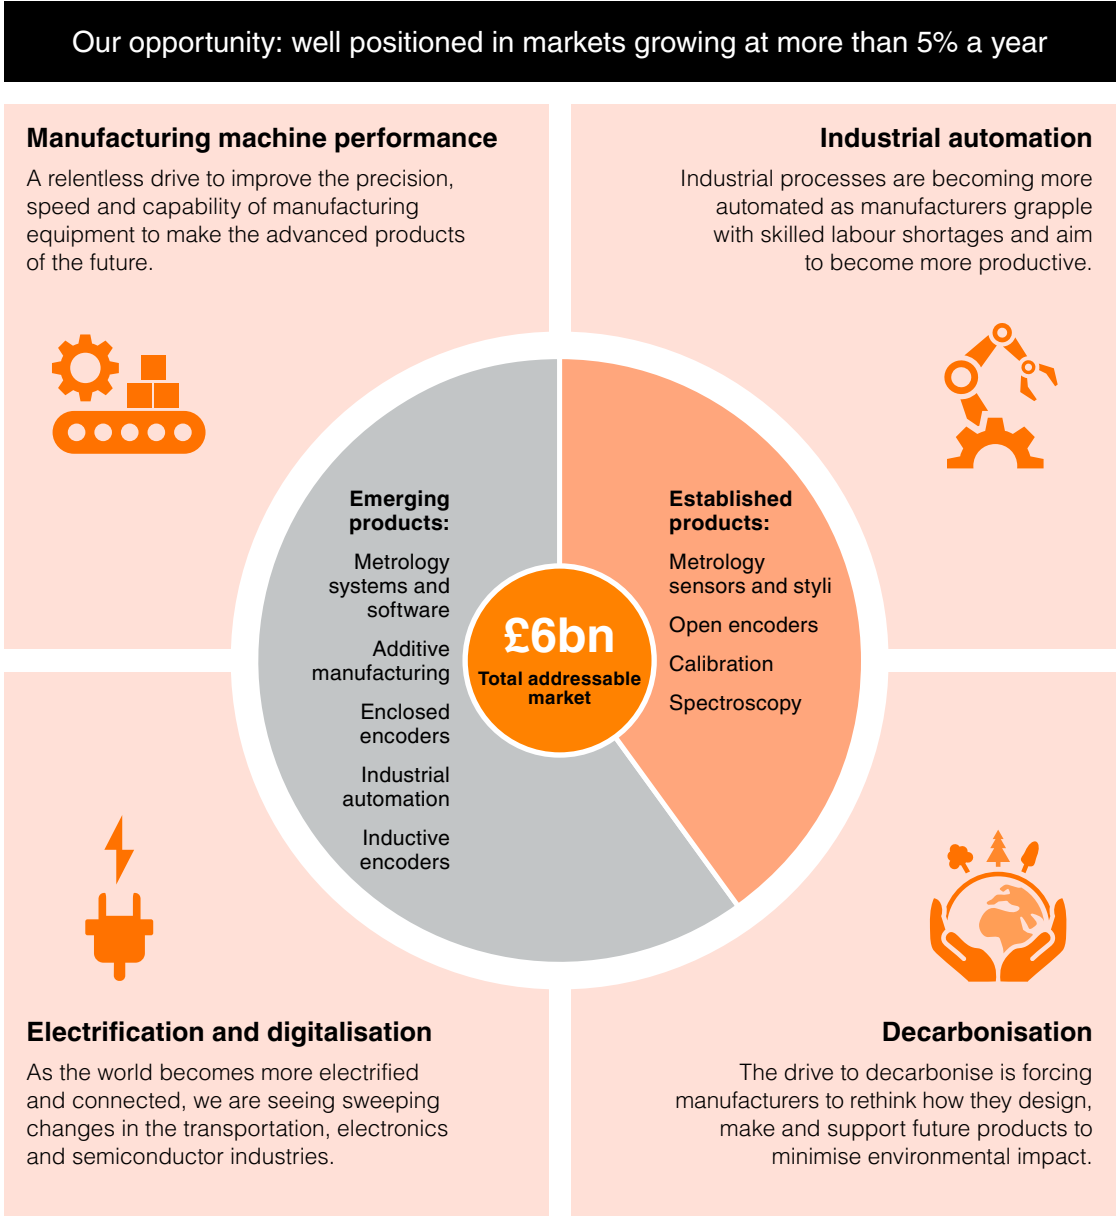 Our opportunity: well positioned in markets growing at more than 5% a year
Manufacturing machine performance
A relentless drive to improve the precision,
speed and capability of manufacturing
equipment to make the advanced products
of the future.
Industrial automation
Industrial processes are becoming more
automated as manufacturers grapple
with skilled labour shortages and aim
to become more productive.
Emerging
products:
Metrology
systems and
software
Additive
manufacturing
Enclosed
encoders
Industrial
automation
Inductive
encoders
£6bn
Total addressable
market
Established
products:
Metrology
sensors and styli
Open encoders
Calibration
Spectroscopy
Electrification and digitalisation
As the world becomes more electrified
and connected, we are seeing sweeping
changes in the transportation, electronics
and semiconductor industries.
Decarbonisation
The drive to decarbonise is forcing
manufacturers to rethink how they design,
make and support future products to
minimise environmental impact.